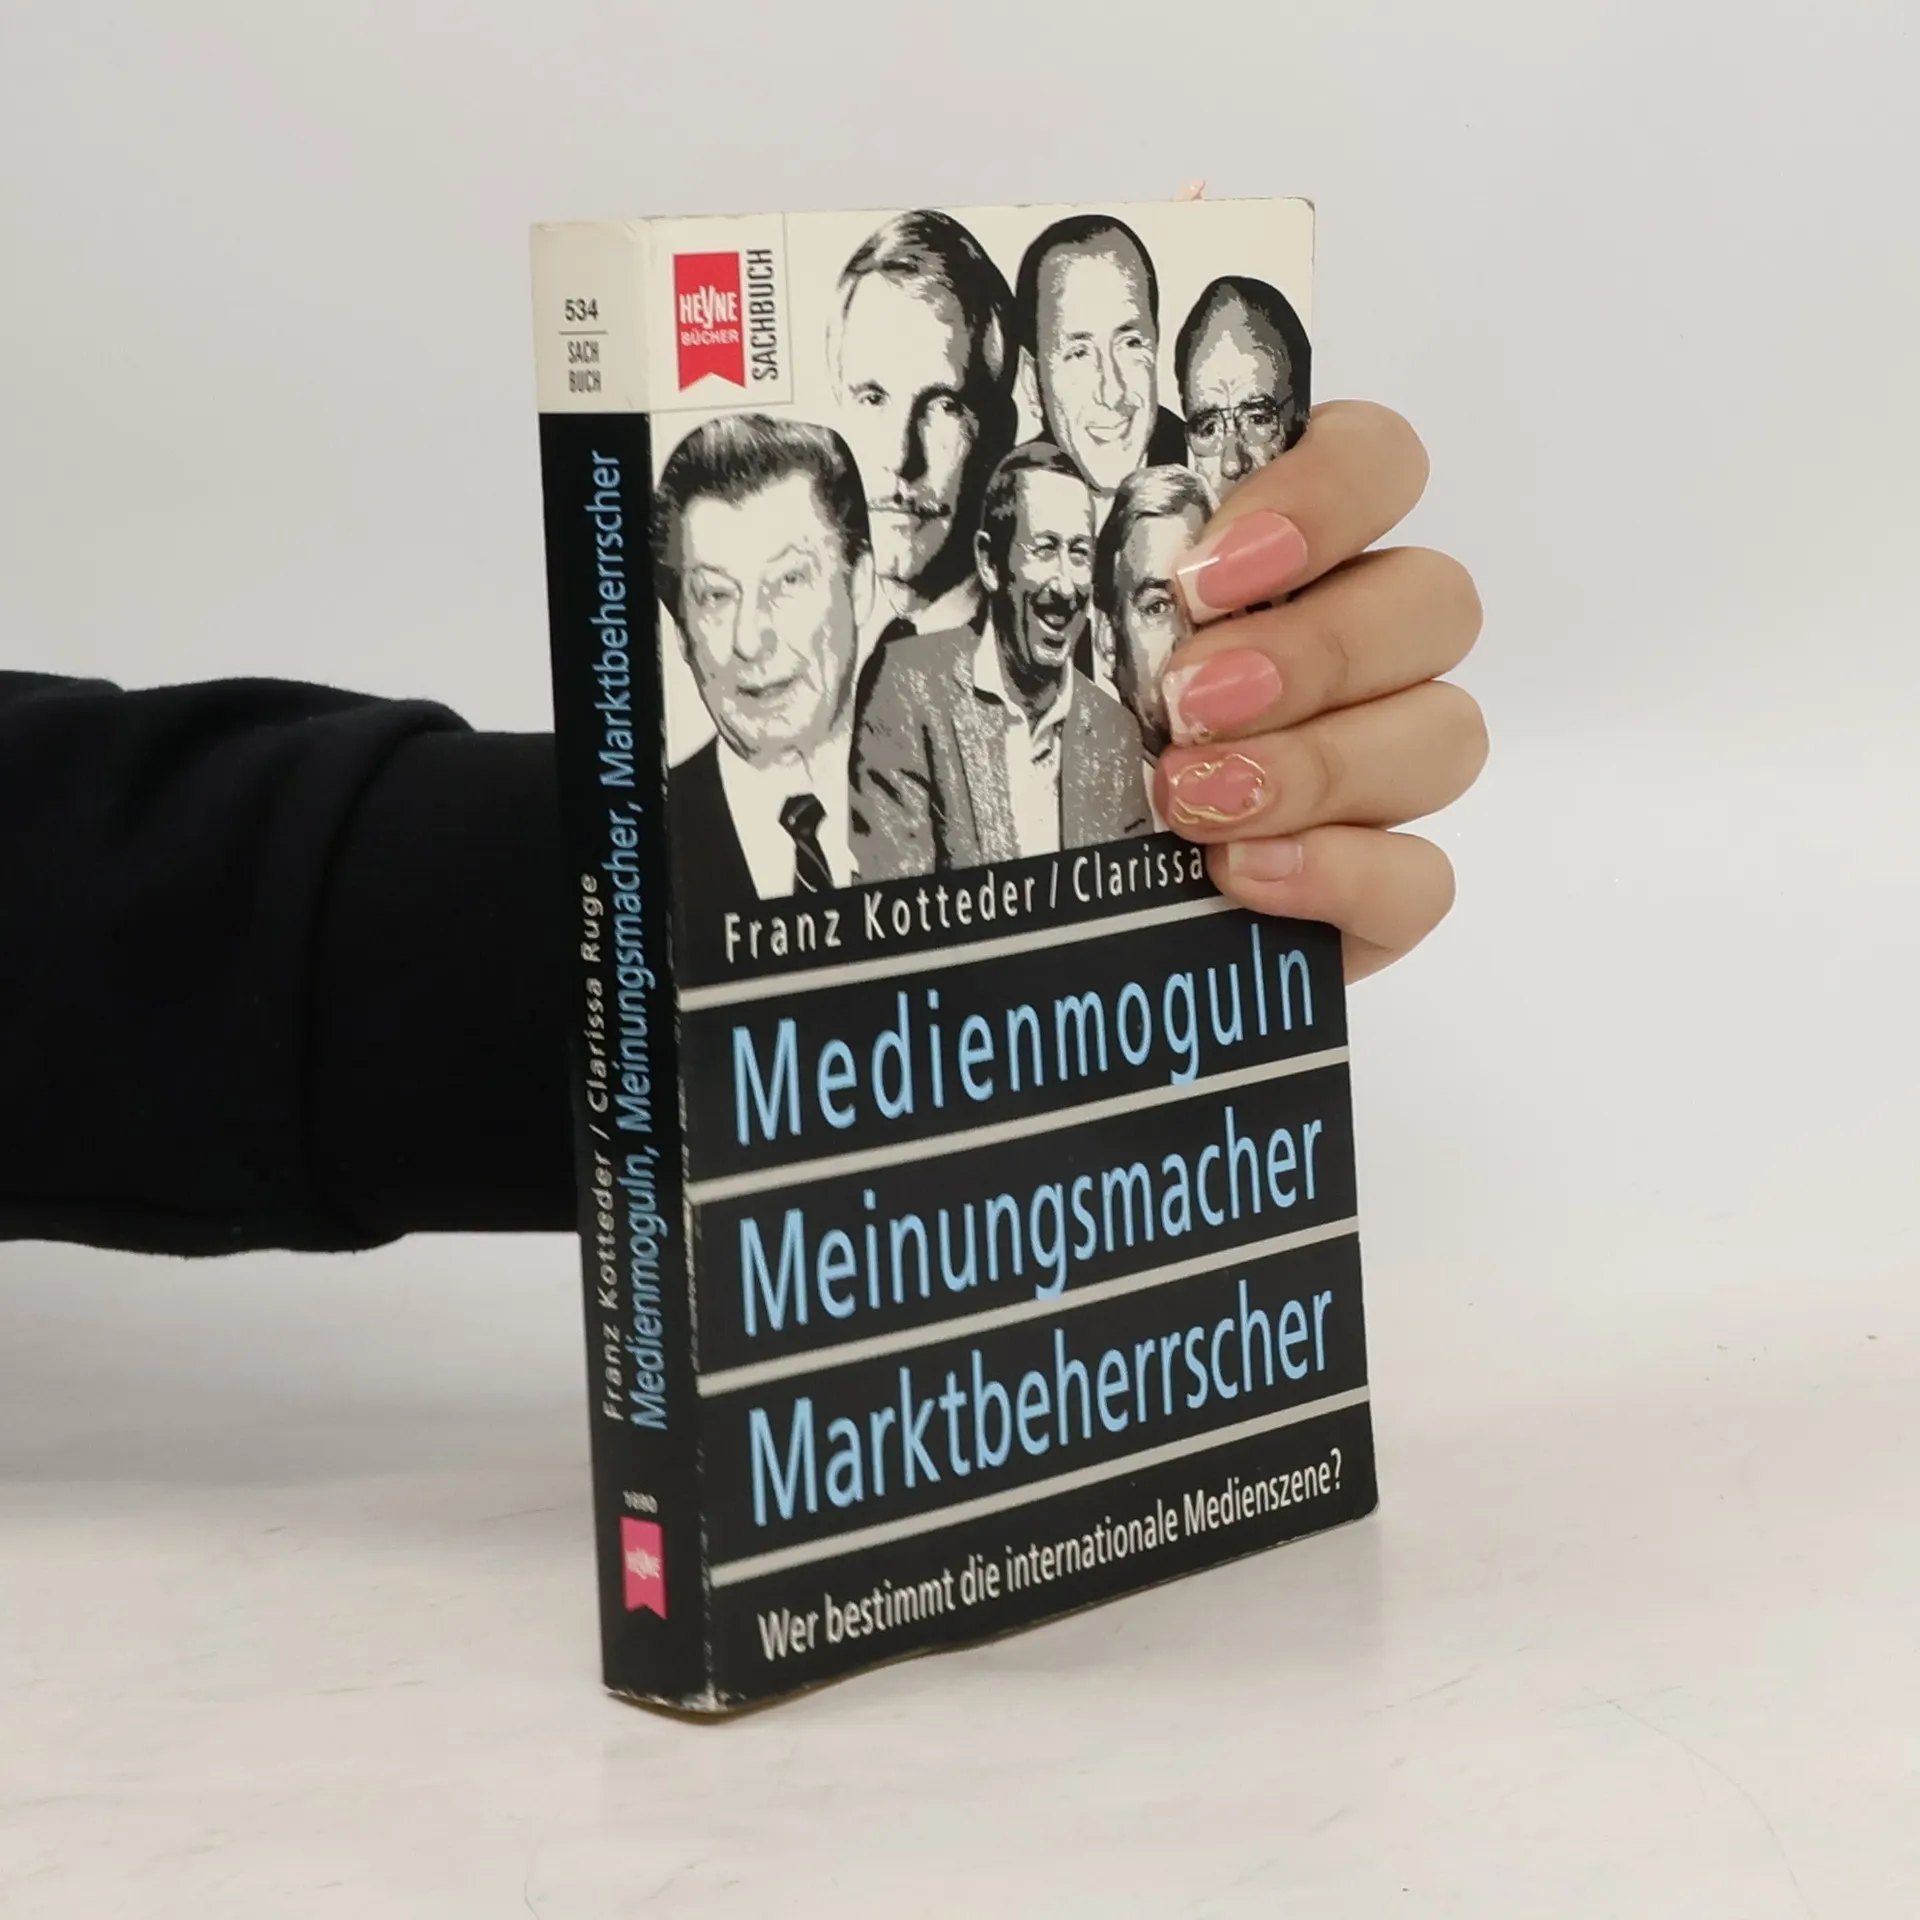 534
SACH
BUCH
Franz Kotteder / Clarissa Ruge
Medienmoguln, Meinungsmacher, Marktbeherrscher
1690
HEYNE
HEYNE
BÜCHER
SACHBUCH
Franz Kotteder / Clarissa
Medienmoguln
Meinungsmacher
Marktbeherrscher
Wer bestimmt die internationale Medienszene?